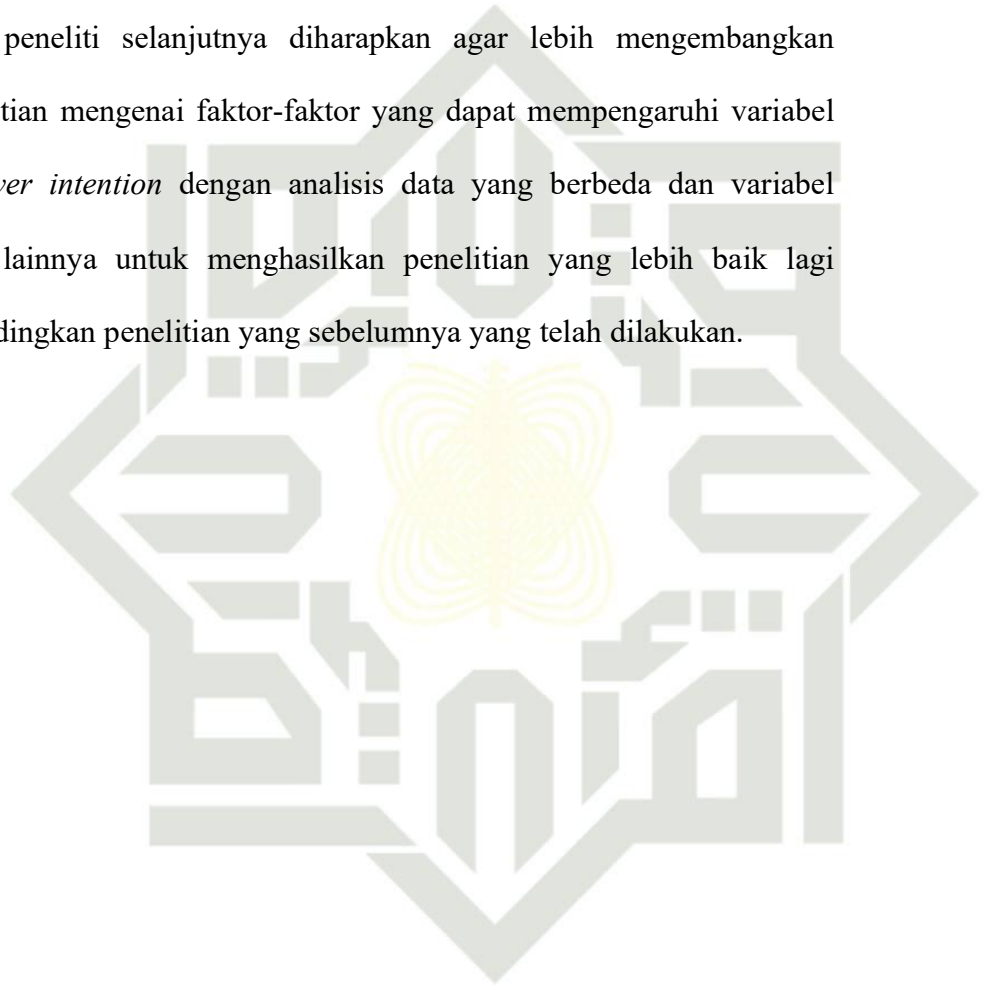 peneliti selanjutnya diharapkan agar lebih mengembangkan
tian mengenai faktor-faktor yang dapat mempengaruhi variabel
ver intention dengan analisis data yang berbeda dan variabel
lainnya untuk menghasilkan penelitian yang lebih baik lagi
dingkan penelitian yang sebelumnya yang telah dilakukan.